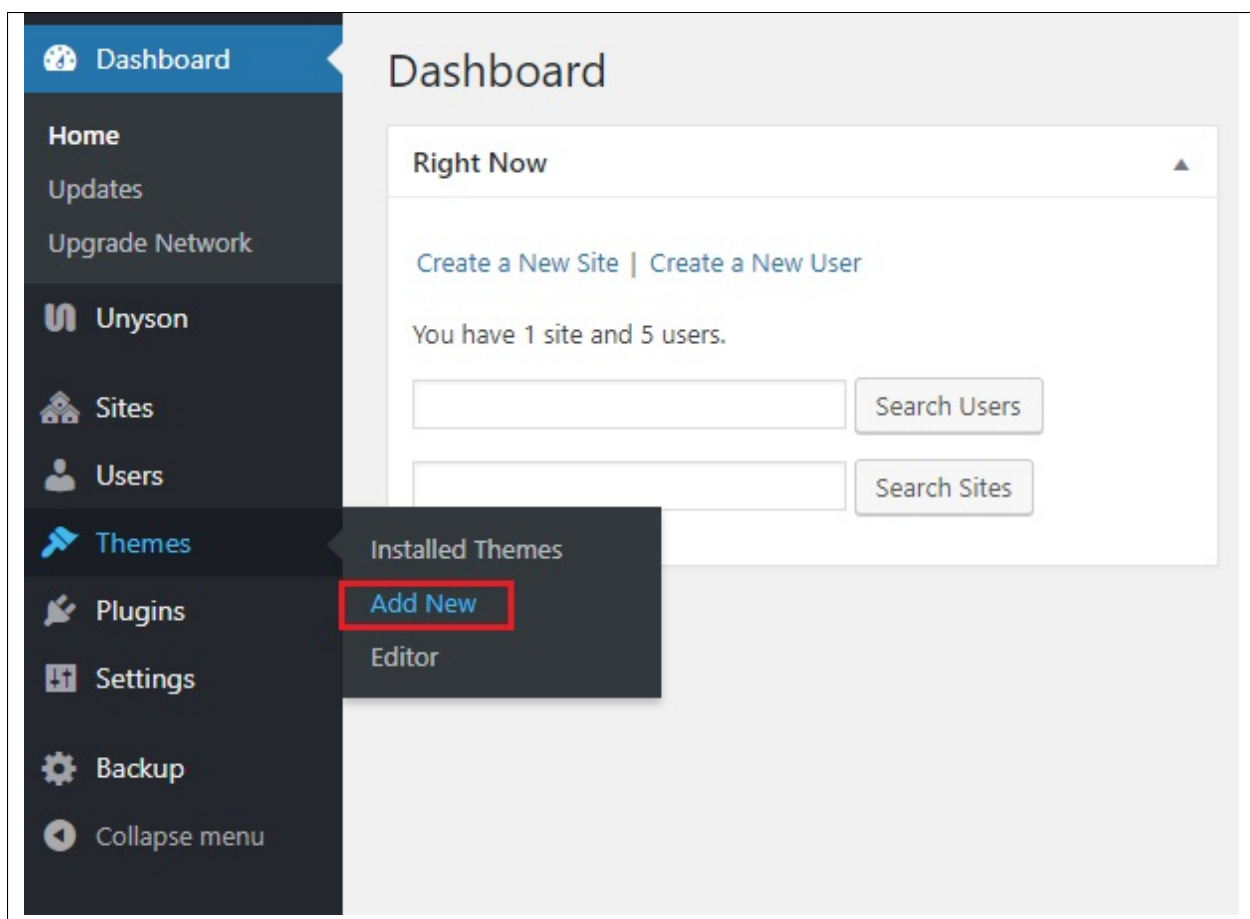 Dashboard
Home
Updates
Upgrade Network
Unyson
Sites
Users
Themes
Plugins
Settings
Backup
Collapse menu
Installed Themes
Add New
Editor
Dashboard
Right Now
Create a New Site | Create a New User
You have 1 site and 5 users.
Search Users
Search Sites